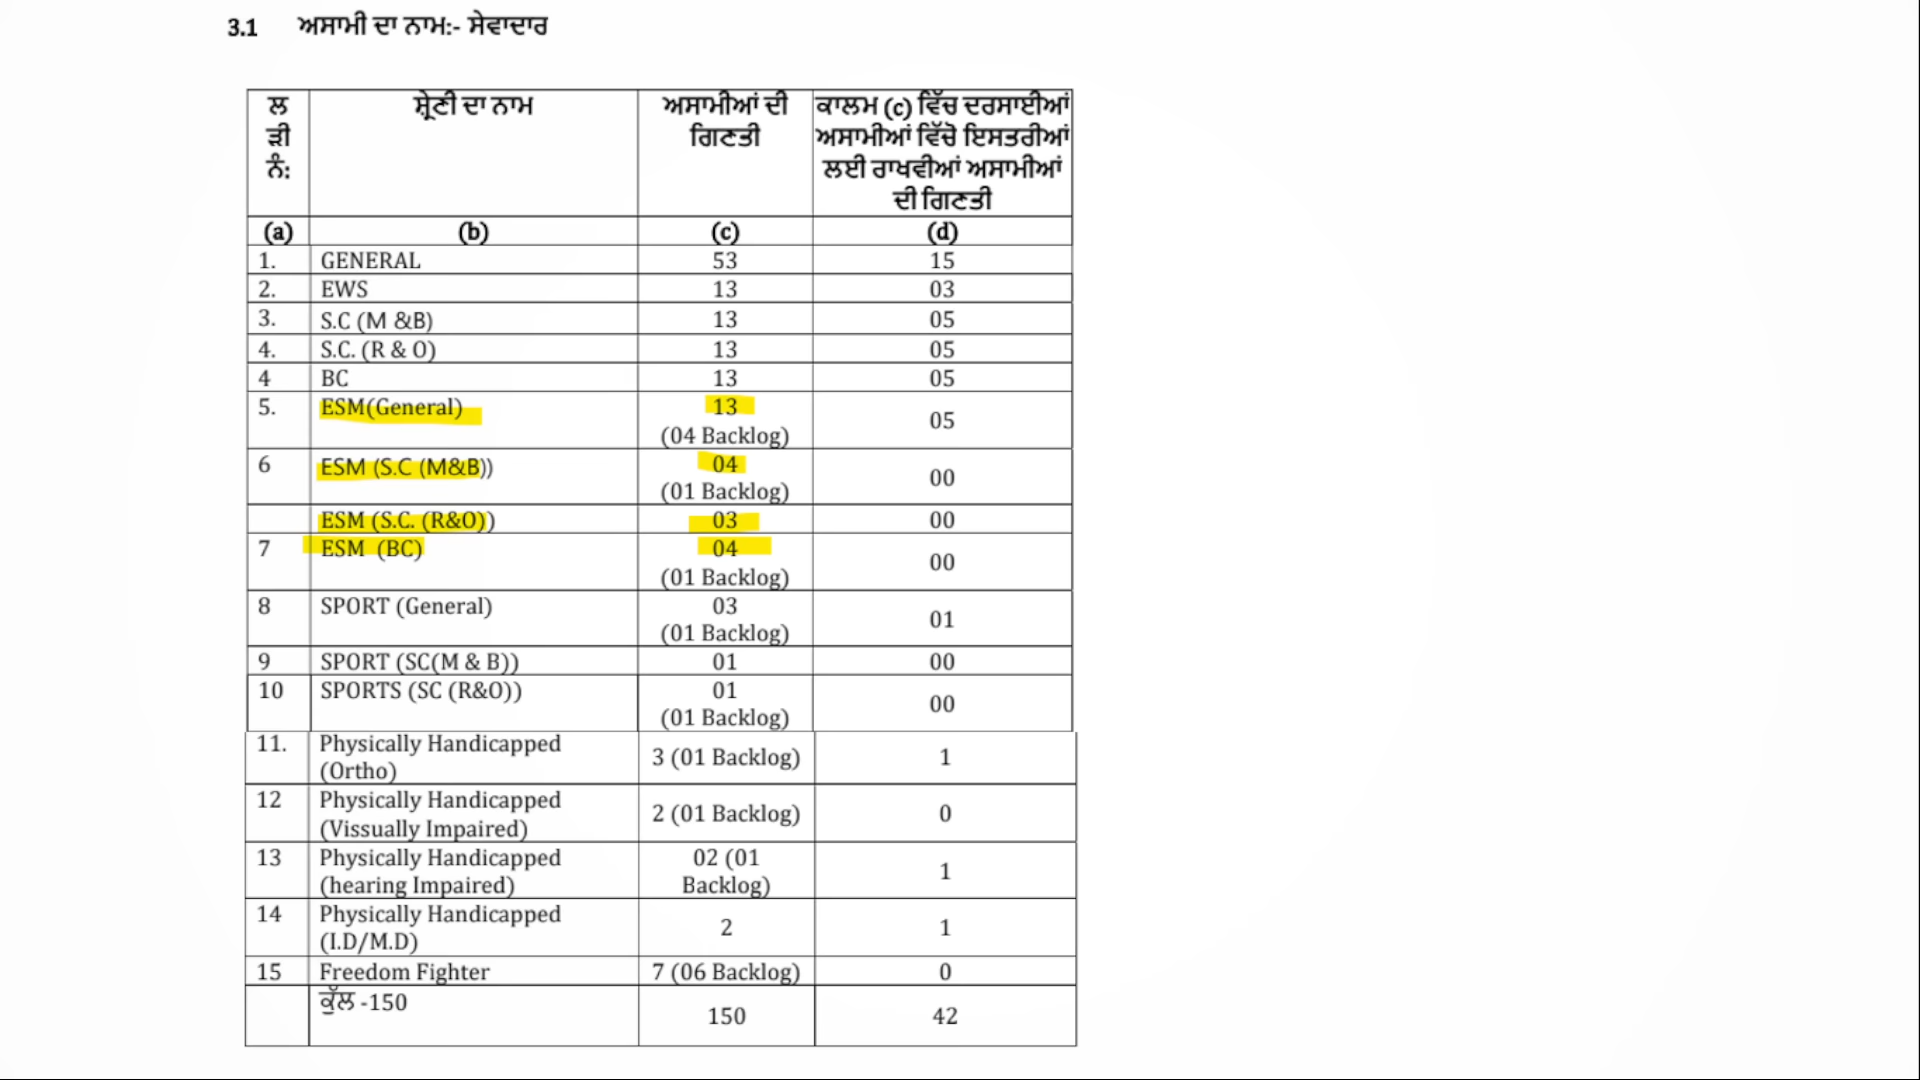 3.1 ਅਸਾਮੀ ਦਾ ਨਾਮ:- ਸੇਵਾਦਾਰ
ਲੜੀ ਨੰ: ਸ਼੍ਰੇਣੀ ਦਾ ਨਾਮ ਅਸਾਮੀਆਂ ਦੀ ਗਿਣਤੀ ਕਾਲਮ (c) ਵਿੱਚ ਦਰਸਾਈਆਂ ਅਸਾਮੀਆਂ ਵਿੱਚੋ ਇਸਤਰੀਆਂ ਲਈ ਰਾਖਵੀਆਂ ਅਸਾਮੀਆਂ ਦੀ ਗਿਣਤੀ
(a) (b) (c) (d)
1. GENERAL 53 15
2. EWS 13 03
3. S.C (M &B) 13 05
4. S.C. (R & O) 13 05
4 BC 13 05
5. ESM(General) 13 (04 Backlog) 05
6 ESM (S.C (M&B)) 04 (01 Backlog) 00
ESM (S.C. (R&O)) 03 00
7 ESM (BC) 04 (01 Backlog) 00
8 SPORT (General) 03 (01 Backlog) 01
9 SPORT (SC(M & B)) 01 00
10 SPORTS (SC (R&O)) 01 (01 Backlog) 00
11. Physically Handicapped (Ortho) 3 (01 Backlog) 1
12 Physically Handicapped (Vissually Impaired) 2 (01 Backlog) 0
13 Physically Handicapped (hearing Impaired) 02 (01 Backlog) 1
14 Physically Handicapped (I.D/M.D) 2 1
15 Freedom Fighter 7 (06 Backlog) 0
ਕੁੱਲ -150 150 42